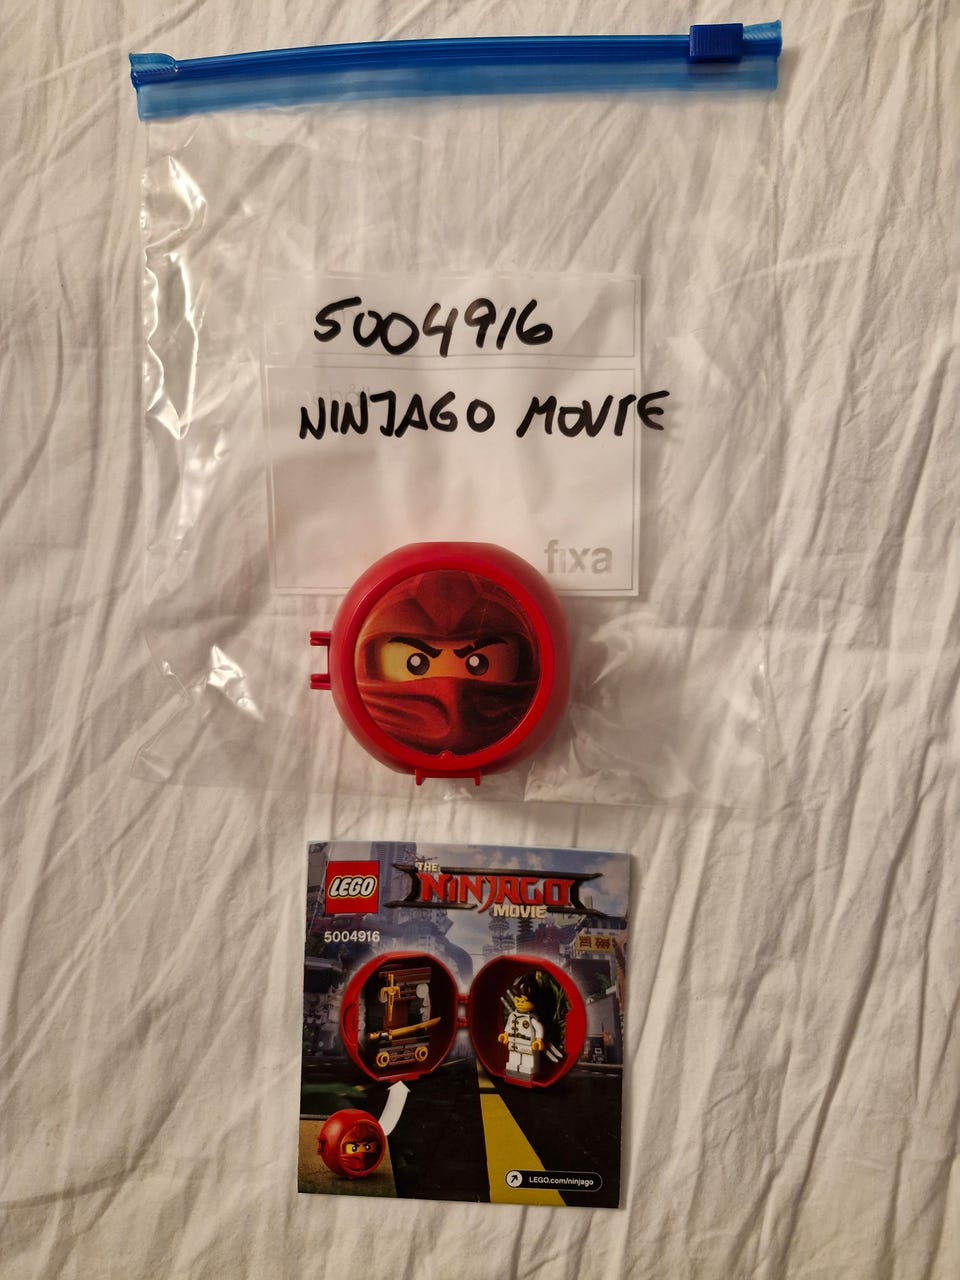 5004916
NINJAGO MOVIE
fixa
LEGO
THE
NINJAGO
MOVIE
5004916
LEGO.com/ninjago